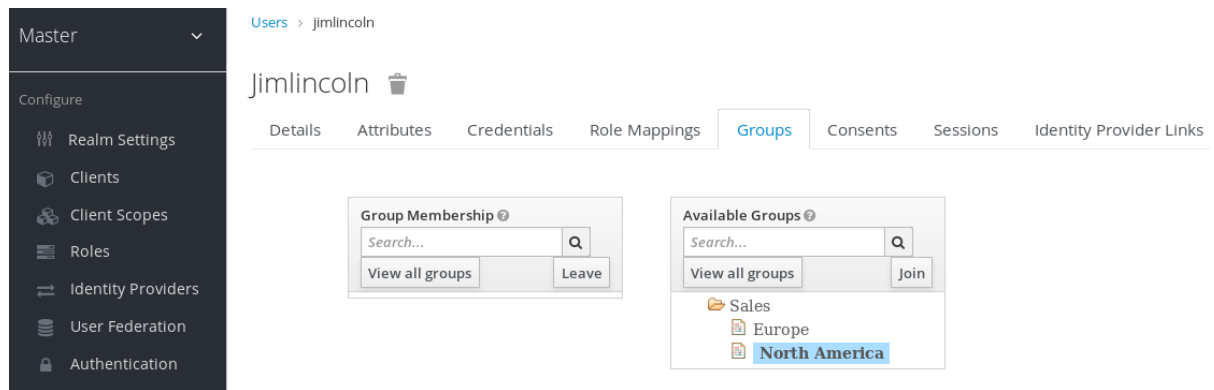 Master
Configure
Realm Settings
Clients
Client Scopes
Roles
Identity Providers
User Federation
Authentication
Users > jimlincoln
Jimlincoln
Details Attributes Credentials Role Mappings Groups Consents Sessions Identity Provider Links
Group Membership
Search...
View all groups Leave
Available Groups
Search...
View all groups Join
Sales
Europe
North America